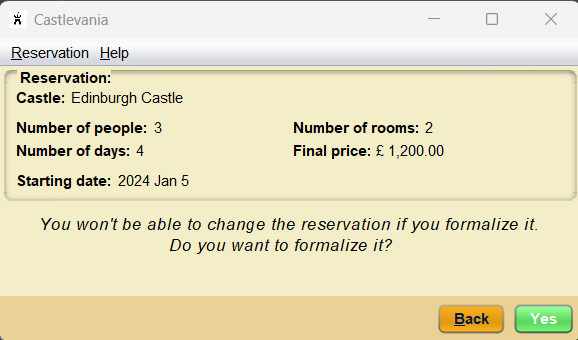 Castlevania
Reservation Help
Reservation:
Castle: Edinburgh Castle
Number of people: 3 Number of rooms: 2
Number of days: 4 Final price: £ 1,200.00
Starting date: 2024 Jan 5
You won't be able to change the reservation if you formalize it.
Do you want to formalize it?
Back Yes